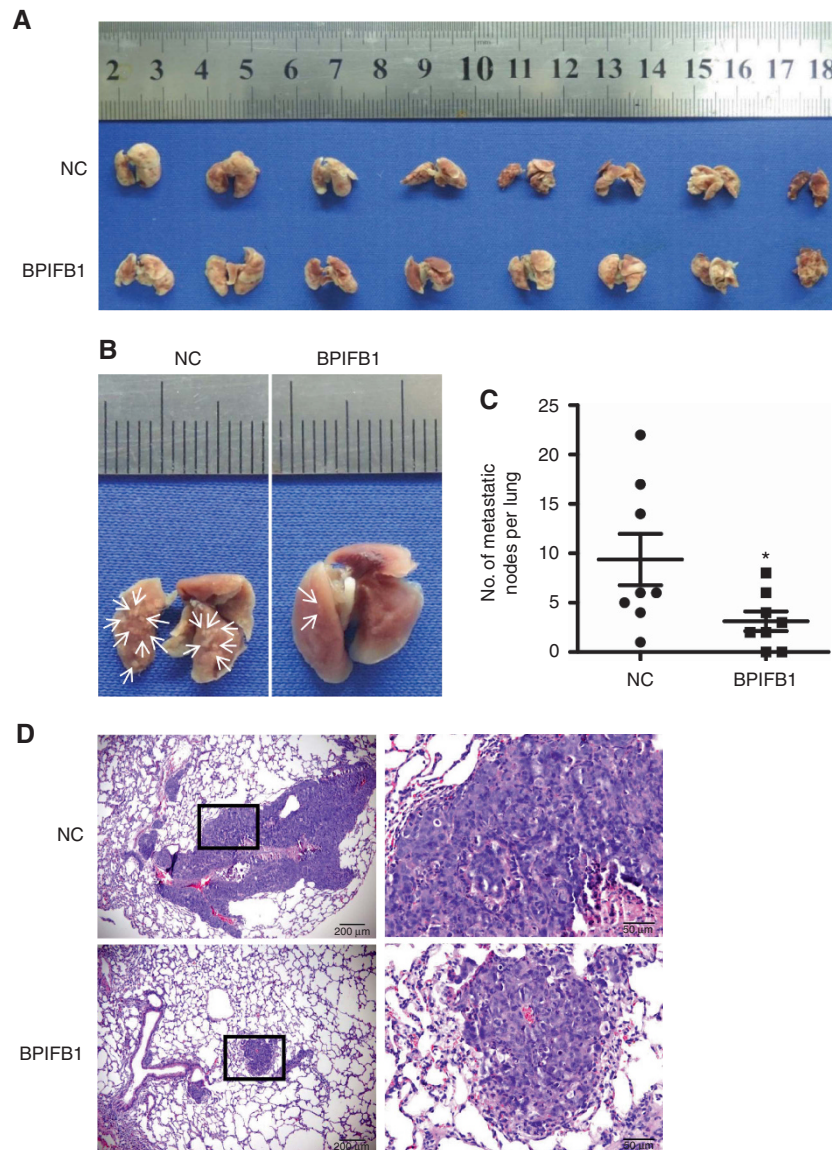 A
2 3 4 5 6 7 8 9 10 11 12 13 14 15 16 17 18
NC
BPIFB1
B
NC BPIFB1
C
25
20
15
10
5
0
No. of metastatic
nodes per lung
*
NC BPIFB1
D
NC
200 μm
50 μm
BPIFB1
200 μm
50 μm